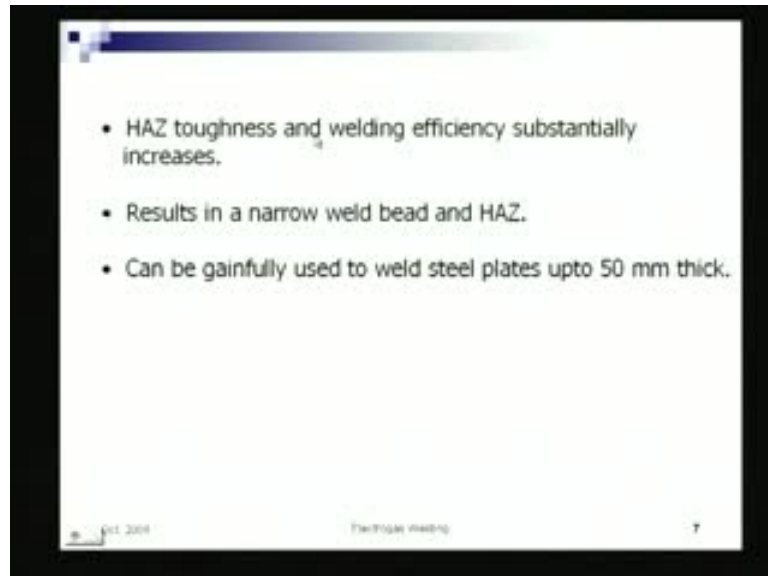 • HAZ toughness and welding efficiency substantially
increases.
• Results in a narrow weld bead and HAZ.
• Can be gainfully used to weld steel plates upto 50 mm thick.
Oct. Welding 7